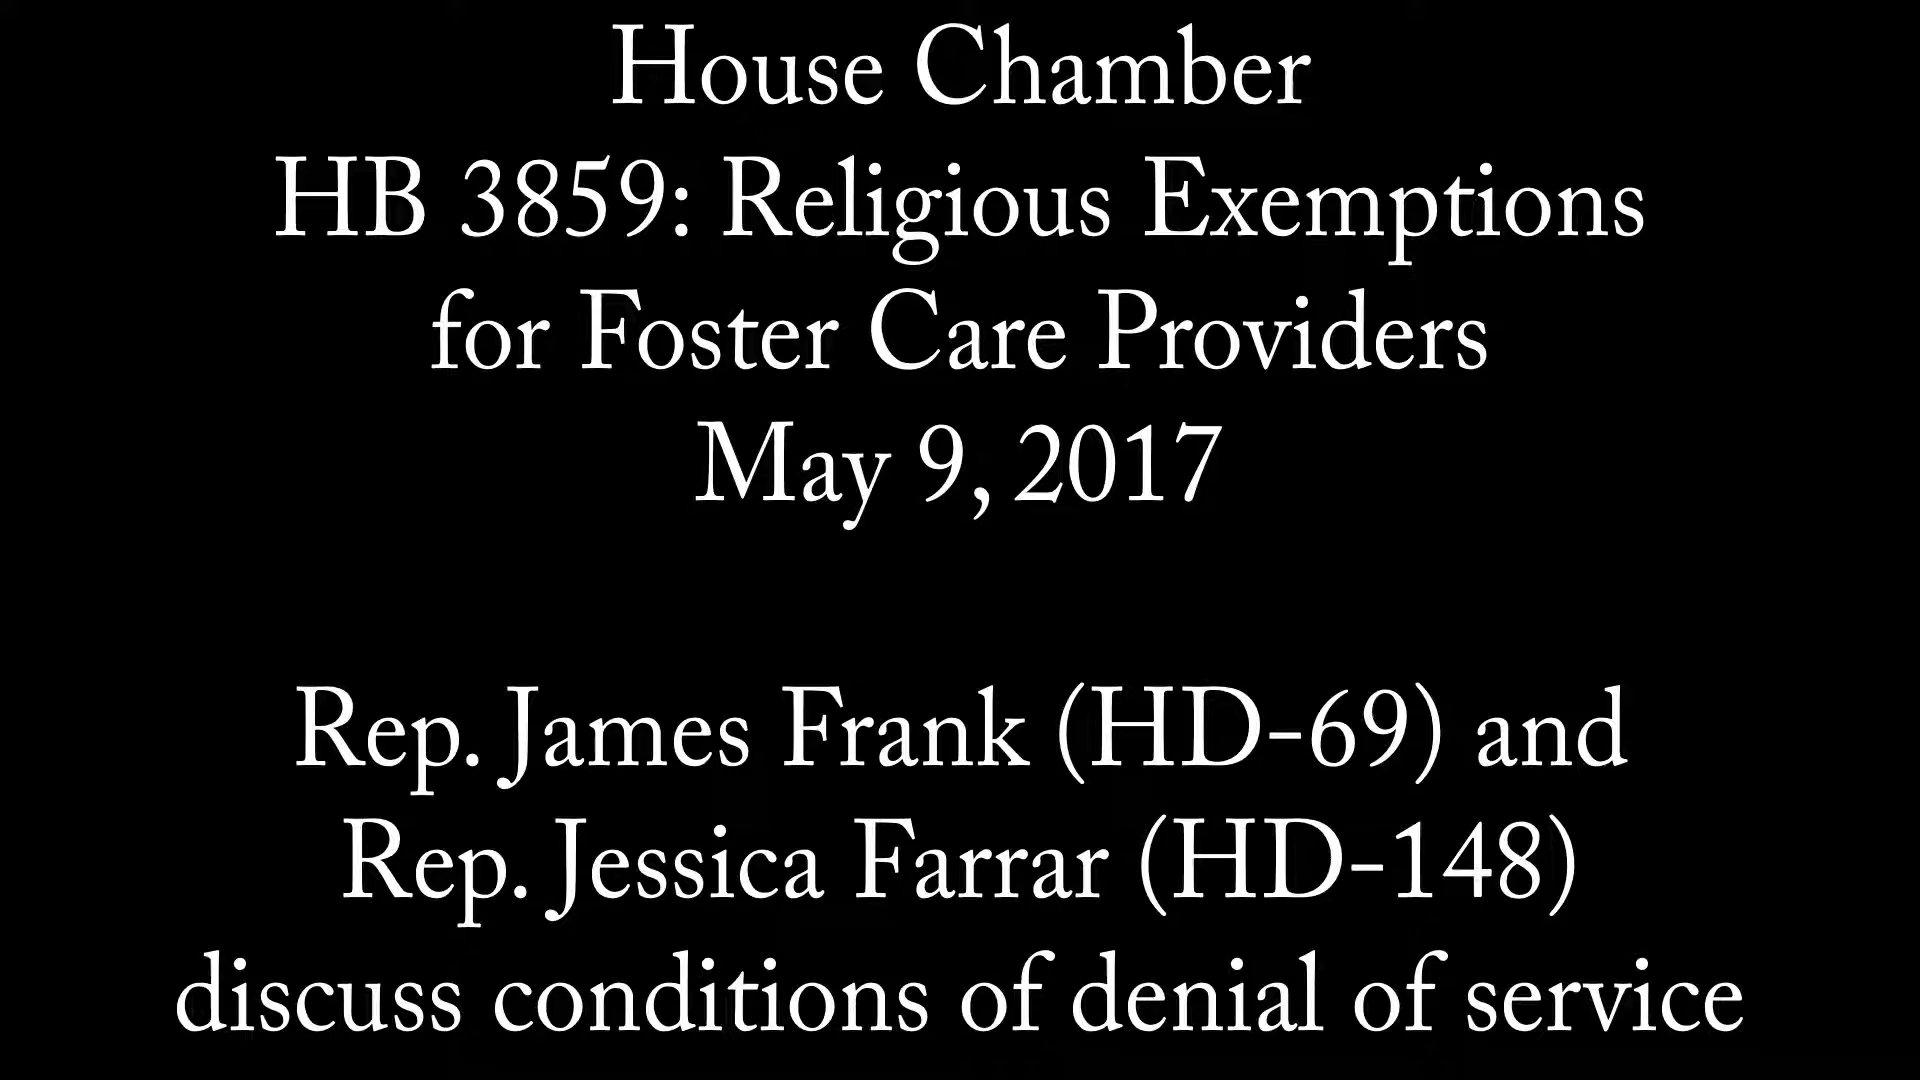 House Chamber
HB 3859: Religious Exemptions
for Foster Care Providers
May 9, 2017
Rep. James Frank (HD-69) and
Rep. Jessica Farrar (HD-148)
discuss conditions of denial of service